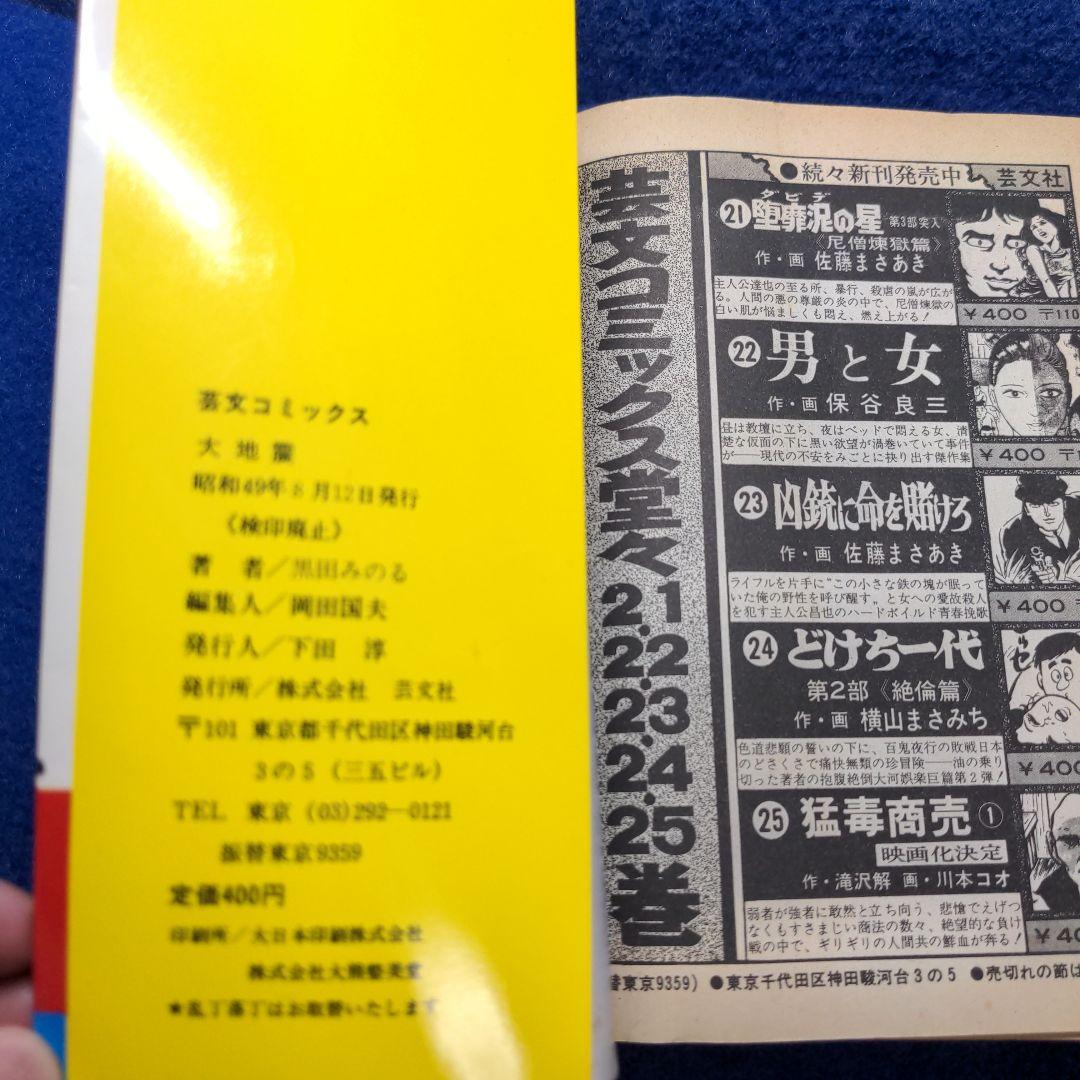 芸文コミックス
大地震
昭和49年8月12日発行
《検印廃止》
著　者／黒田みのる
編集人／岡田国夫
発行人／下田　淳
発行所／株式会社　芸文社
〒101 東京都千代田区神田駿河台
3の5（三五ビル）
TEL 東京（03）292―0121
振替東京9359
定価400円
印刷所／大日本印刷株式会社
株式会社大熊整美堂
★乱丁落丁はお取替いたします
芸文コミックス堂々21.22.23.24.25巻
●続々新刊発売中
芸文社
21 堕靡泥の星 第3部突入
ダビデ
《尼僧煉獄篇》
作・画 佐藤まさあき
主人公達也の至る所、暴行、殺虐の嵐が広が
る。人間の悪の尊厳の炎の中で、尼僧煉獄の
白い肌が悩ましくも悶え、燃え上がる！
￥400 〒110
22 男と女
作・画 保谷良三
昼は教壇に立ち、夜はベッドで悶える女、清
楚な仮面の下に黒い欲望が渦巻いていて事件
が――現代の不安をみごとに抉り出す傑作集
￥400 〒
23 凶銃に命を賭けろ
作・画 佐藤まさあき
ライフルを片手に"この小さな鉄の塊が眠って
いた俺の野性を呼び醒す〟と女への愛故殺人
を犯す主人公昌也のハードボイルド青春挽歌
￥400 〒
24 どけち一代
第2部《絶倫篇》
作・画 横山まさみち
色道悲願の誓いの下に、百鬼夜行の敗戦日本
のどさくさで痛快無類の珍冒険――油の乗り
切った著者の抱腹絶倒大河娯楽巨篇第2弾！
￥400
25 猛毒商売 ①
映画化決定
作・滝沢解 画・川本コオ
弱者が強者に敢然と立ち向う、悲愴でえげつ
なくもすさまじい商法の数々、絶望的な負け
戦の中で、ギリギリの人間共の鮮血が奔る！
￥40
替東京9359） ●東京千代田区神田駿河台3の5 ●売切れの節は